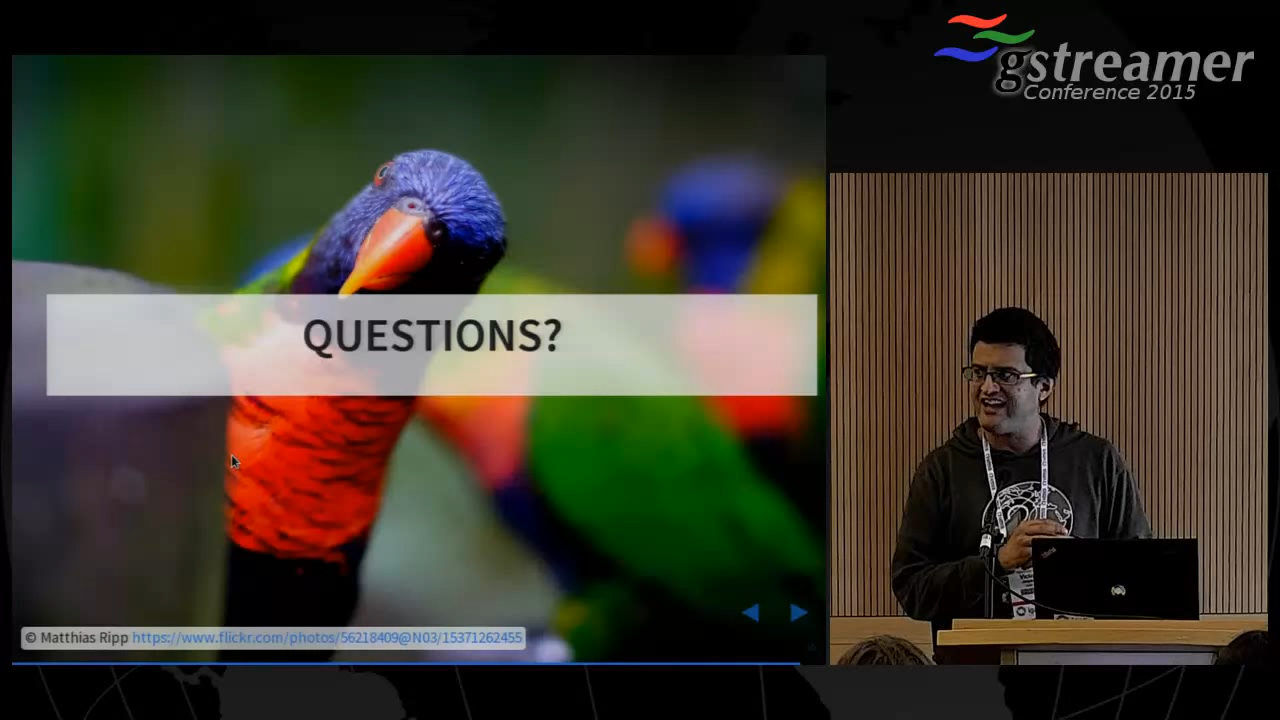 gstreamer
Conference 2015
QUESTIONS?
© Matthias Ripp https://www.flickr.com/photos/56218409@N03/15371262455